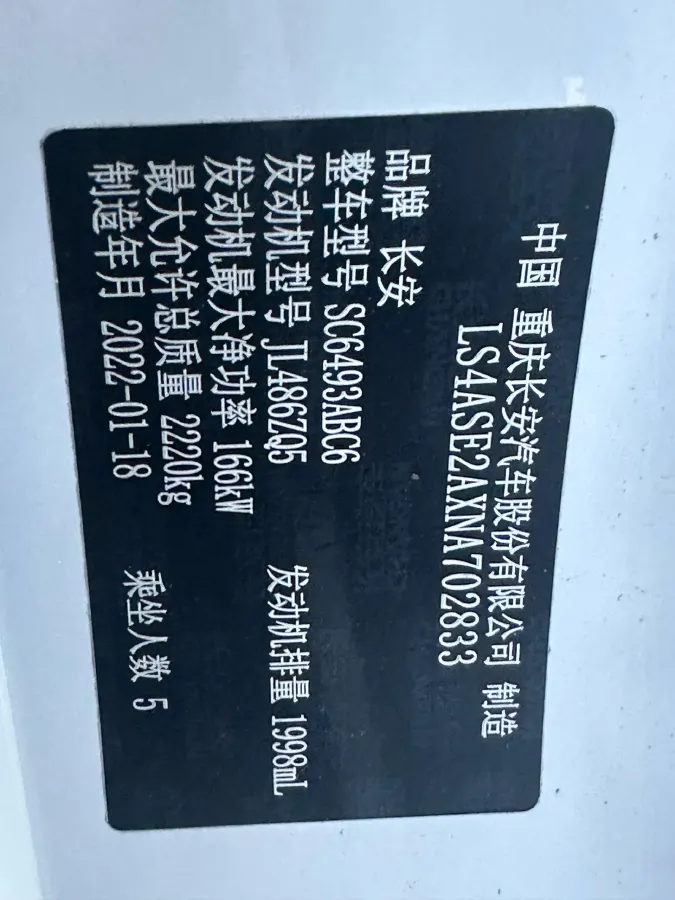 中国 重庆长安汽车股份有限公司 制造
LS4ASE2AXNA702833
品牌 长安
整车型号 SC6493ABC6
发动机型号 JL486ZQ5 发动机排量 1998mL
发动机最大净功率 166kW
最大允许总质量 2220kg
制造年月 2022-01-18 乘坐人数 5